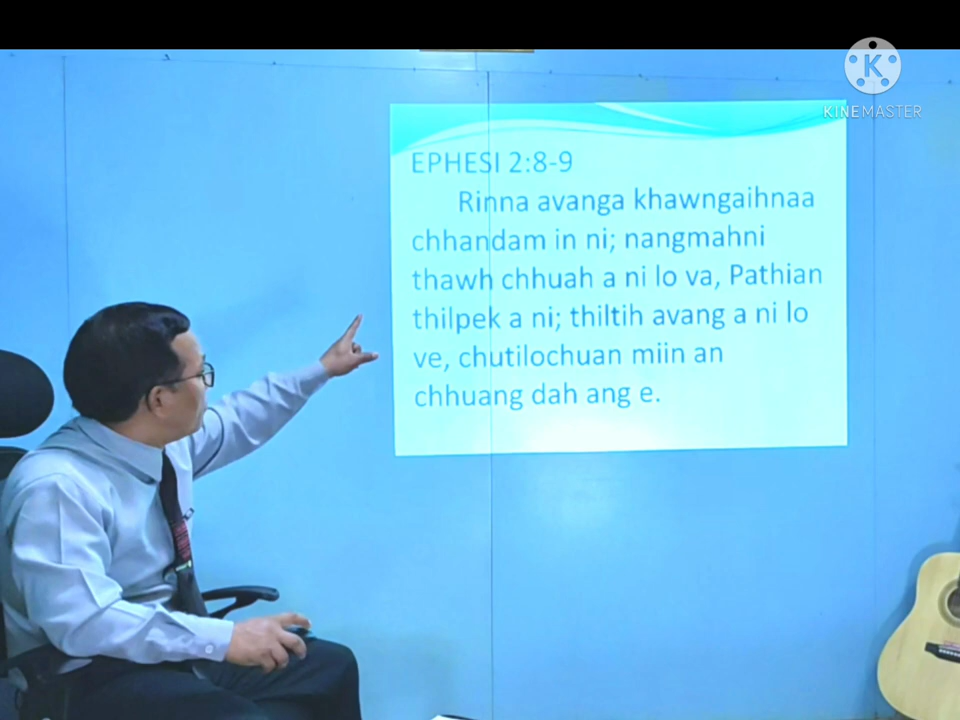 K
KINEMASTER
EPHESI 2:8-9
Rinna avanga khawngaihnaa
chhandam in ni; nangmahni
thawh chhuah a ni lo va, Pathian
thilpek a ni; thiltih avang a ni lo
ve, chutilochuan miin an
chhuang dah ang e.